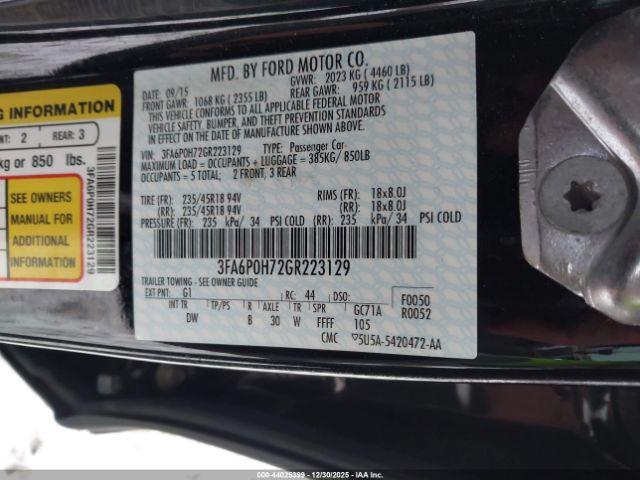 MFD. BY FORD MOTOR CO.
DATE: 09/15 GVWR: 2023 KG ( 4460 LB)
FRONT GAWR: 1068 KG ( 2355 LB) REAR GAWR: 959 KG ( 2115 LB)
THIS VEHICLE CONFORMS TO ALL APPLICABLE FEDERAL MOTOR
VEHICLE SAFETY, BUMPER, AND THEFT PREVENTION STANDARDS
IN EFFECT ON THE DATE OF MANUFACTURE SHOWN ABOVE.
VIN: 3FA6P0H72GR223129 TYPE: Passenger Car
MAXIMUM LOAD = OCCUPANTS + LUGGAGE = 385KG/ 850LB
OCCUPANTS = 5 TOTAL: 2 FRONT, 3 REAR
TIRE (FR): 235/45R18 94V RIMS (FR): 18x8.0J
(RR): 235/45R18 94V (RR): 18x8.0J
PRESSURE (FR): 235 kPa/ 34 PSI COLD (RR): 235 kPa/ 34 PSI COLD
3FA6P0H72GR223129
TRAILER TOWING - SEE OWNER GUIDE
EXT PNT: G1 RC: 44 DSO: F0050
INT TR TP/PS R AXLE TR SPR GC71A R0052
DW B 30 W FFFF 105
CMC ▽5U5A-5420472-AA
G INFORMATION
NT: 2 REAR: 3
kg or 850 lbs.
SEE OWNERS
MANUAL FOR
ADDITIONAL
INFORMATION
3FA6P0H72GR223129
000-44025399 - 12/30/2025 - IAAI.COM